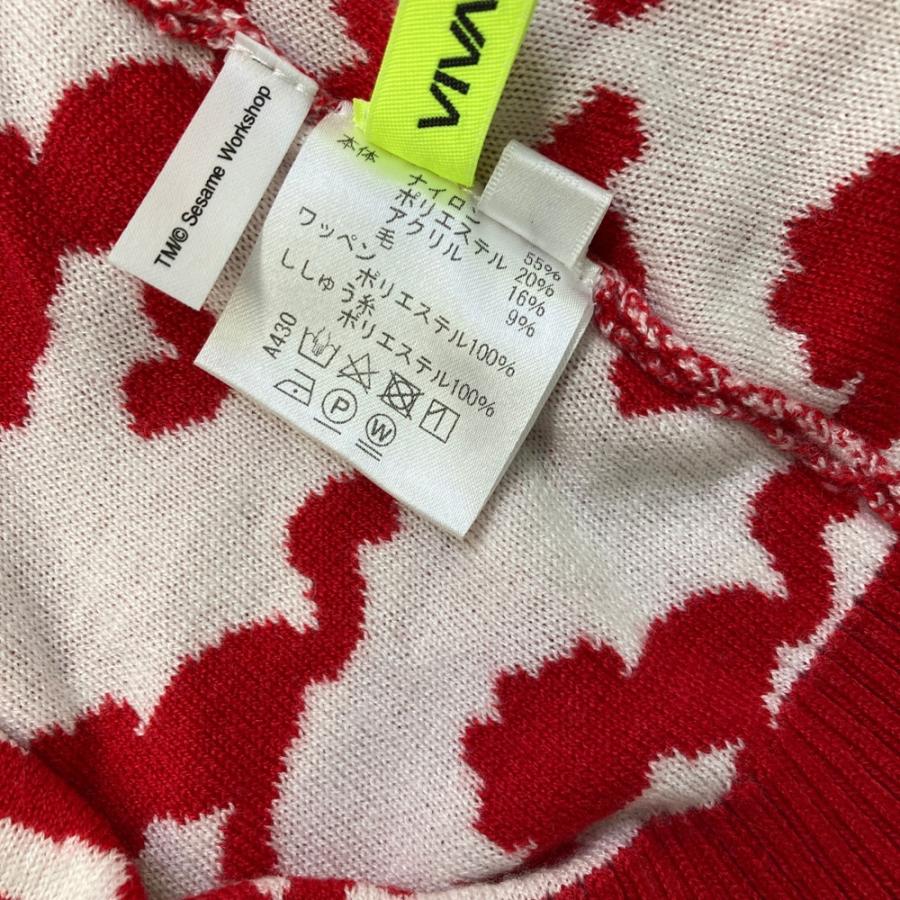 VIVA
TM/© Sesame Workshop
本体
ナイロン 55%
ポリエステル 20%
アクリル 16%
毛 9%
ワッペン
ポリエステル100%
ししゅう糸
ポリエステル100%
A430
P W